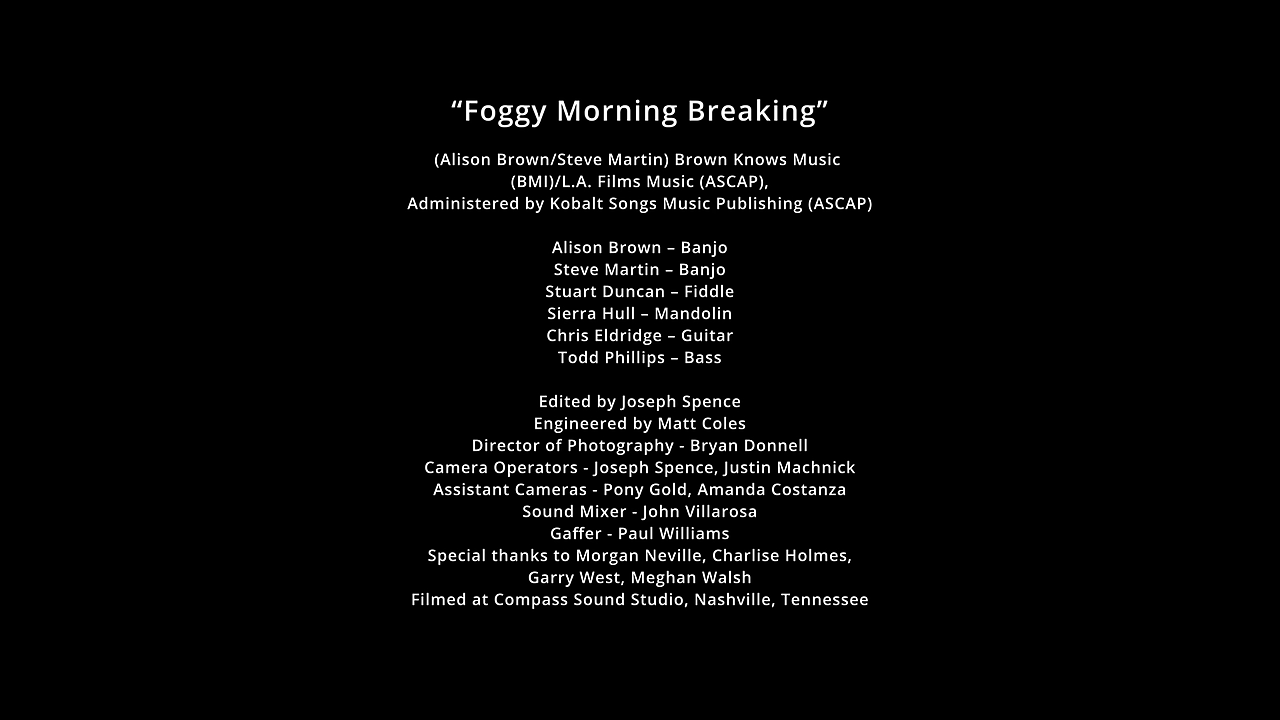 “Foggy Morning Breaking”
(Alison Brown/Steve Martin) Brown Knows Music
(BMI)/L.A. Films Music (ASCAP),
Administered by Kobalt Songs Music Publishing (ASCAP)
Alison Brown – Banjo
Steve Martin – Banjo
Stuart Duncan – Fiddle
Sierra Hull – Mandolin
Chris Eldridge – Guitar
Todd Phillips – Bass
Edited by Joseph Spence
Engineered by Matt Coles
Director of Photography - Bryan Donnell
Camera Operators - Joseph Spence, Justin Machnick
Assistant Cameras - Pony Gold, Amanda Costanza
Sound Mixer - John Villarosa
Gaffer - Paul Williams
Special thanks to Morgan Neville, Charlise Holmes,
Garry West, Meghan Walsh
Filmed at Compass Sound Studio, Nashville, Tennessee